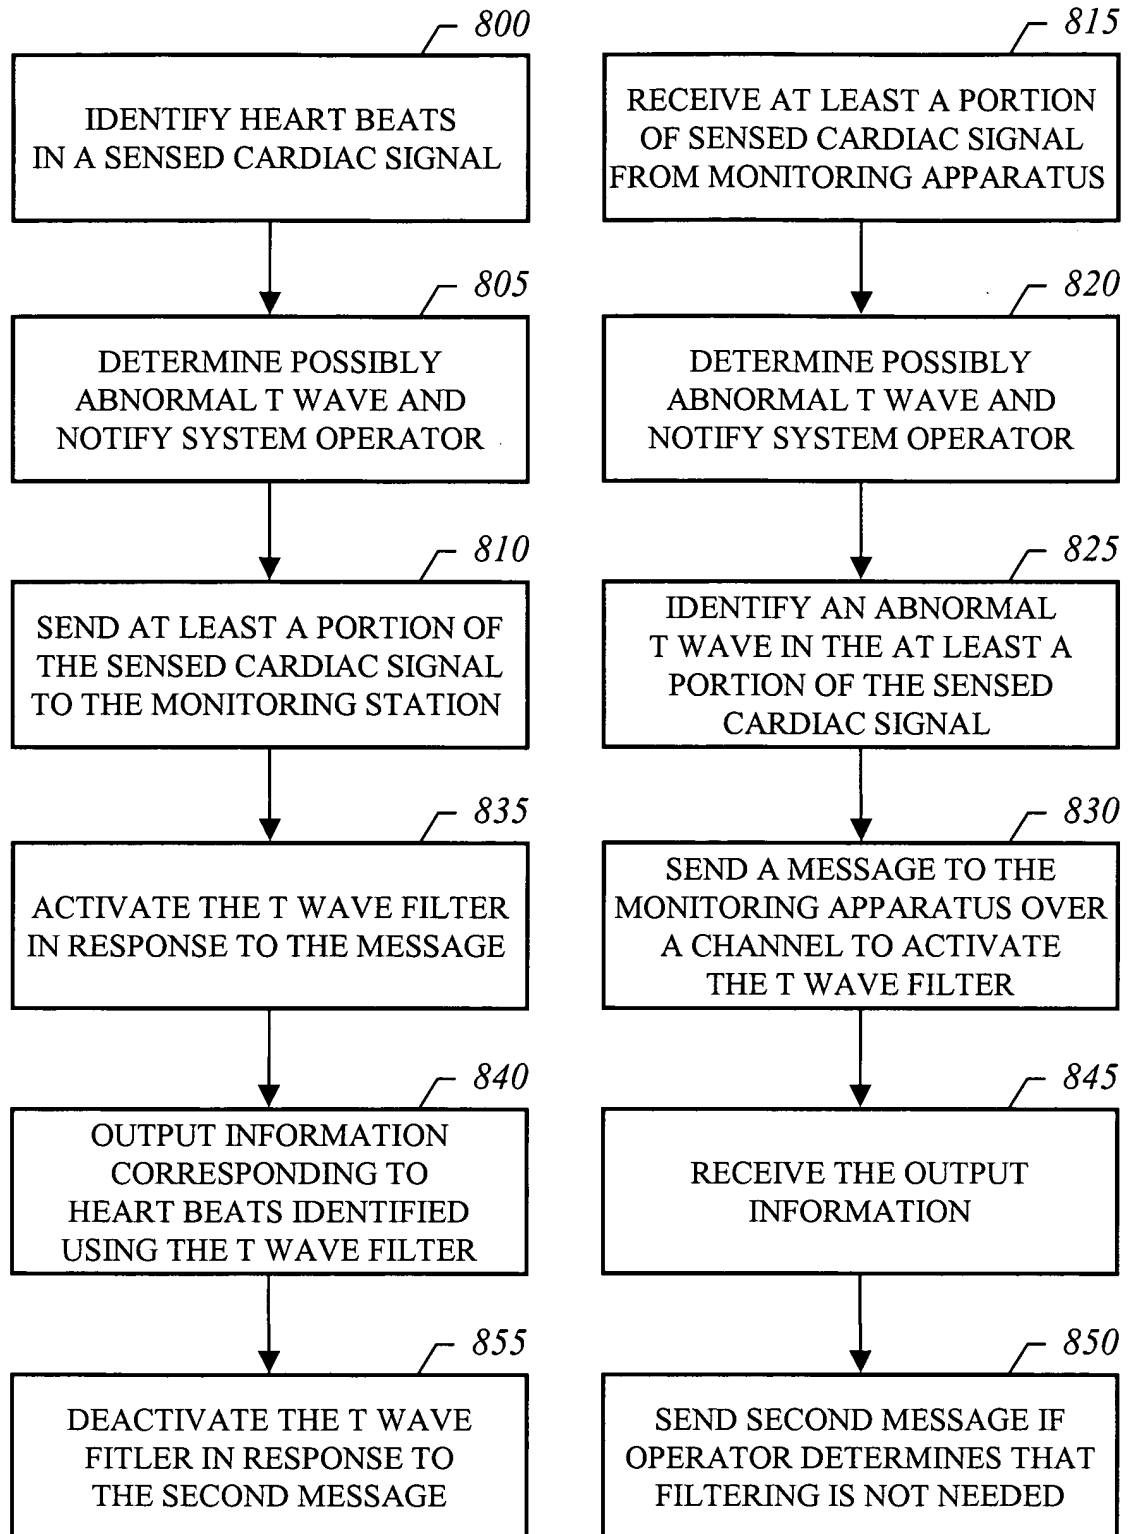 800
IDENTIFY HEART BEATS
IN A SENSED CARDIAC SIGNAL
805
DETERMINE POSSIBLY
ABNORMAL T WAVE AND
NOTIFY SYSTEM OPERATOR
810
SEND AT LEAST A PORTION OF
THE SENSED CARDIAC SIGNAL
TO THE MONITORING STATION
835
ACTIVATE THE T WAVE FILTER
IN RESPONSE TO THE MESSAGE
840
OUTPUT INFORMATION
CORRESPONDING TO
HEART BEATS IDENTIFIED
USING THE T WAVE FILTER
855
DEACTIVATE THE T WAVE
FITLER IN RESPONSE TO
THE SECOND MESSAGE
815
RECEIVE AT LEAST A PORTION
OF SENSED CARDIAC SIGNAL
FROM MONITORING APPARATUS
820
DETERMINE POSSIBLY
ABNORMAL T WAVE AND
NOTIFY SYSTEM OPERATOR
825
IDENTIFY AN ABNORMAL
T WAVE IN THE AT LEAST A
PORTION OF THE SENSED
CARDIAC SIGNAL
830
SEND A MESSAGE TO THE
MONITORING APPARATUS OVER
A CHANNEL TO ACTIVATE
THE T WAVE FILTER
845
RECEIVE THE OUTPUT
INFORMATION
850
SEND SECOND MESSAGE IF
OPERATOR DETERMINES THAT
FILTERING IS NOT NEEDED